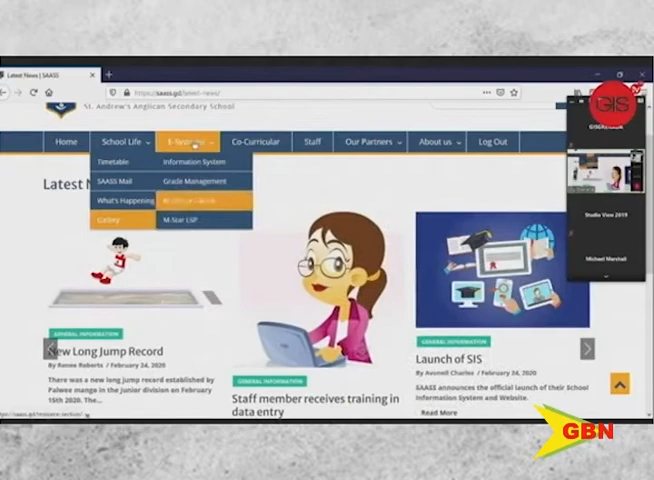 Latest News | SAASS
https://saass.gd/latest-news/
St. Andrew's Anglican Secondary School
GIS
Home
School Life
Co-Curricular
Staff
Our Partners
About us
Log Out
Timetable
Information System
SAASS Mail
Grade Management
What's Happening
Gallery
M-Star LSP
Latest
Studio View 2019
Michael Marshall
GENERAL INFORMATION
New Long Jump Record
By Renee Roberts / February 24, 2020
There was a new long jump record established by
Palwee mange in the Junior division on February
15th 2020. The...
GENERAL INFORMATION
Staff member receives training in
data entry
GENERAL INFORMATION
Launch of SIS
By Avonell Charles / February 24, 2020
SAASS announces the official launch of their School
Information System and Website.
Read More
GBN